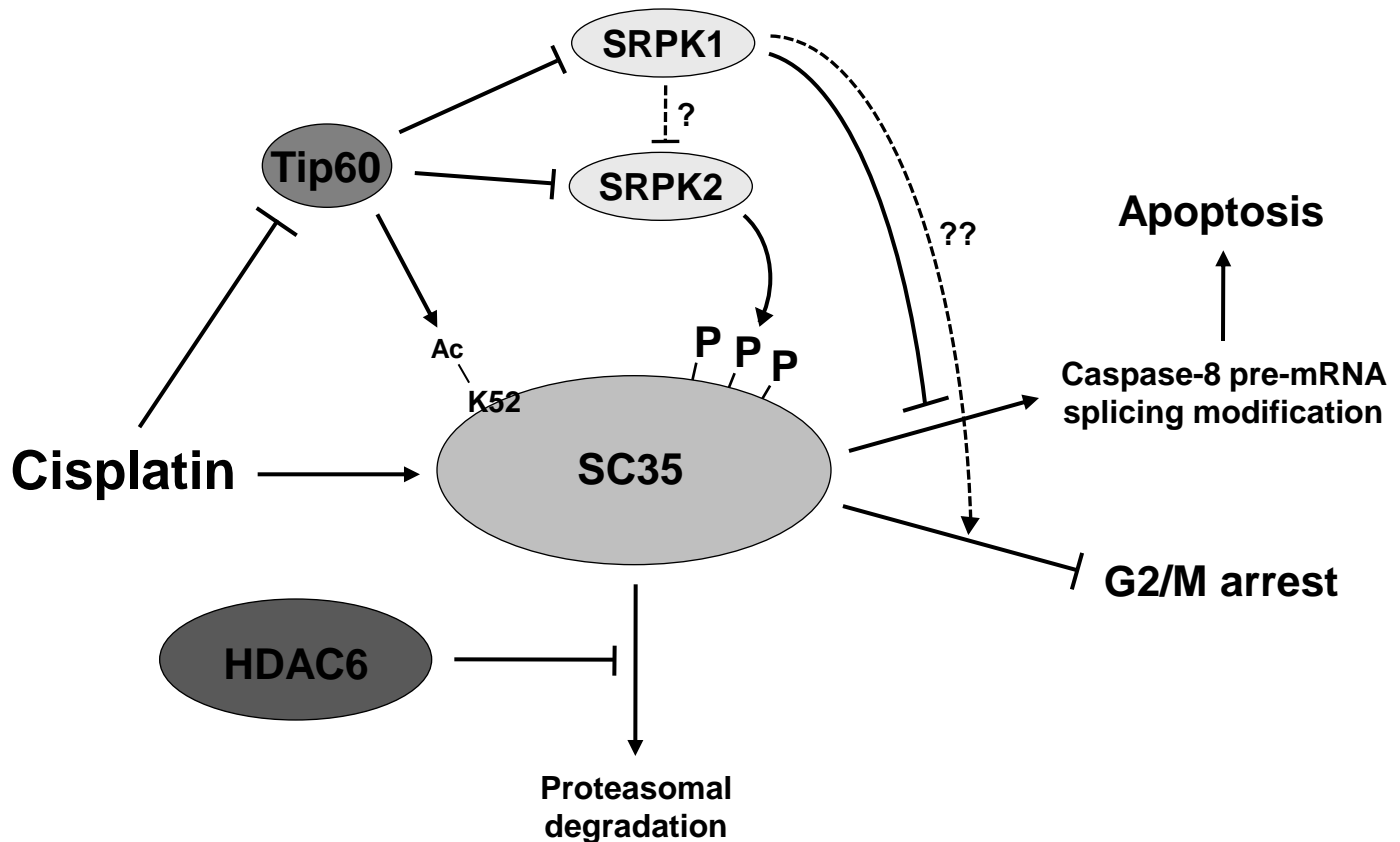 SRPK1
?
Tip60
SRPK2
Apoptosis
??
Ac
P P P
K52
Caspase-8 pre-mRNA
splicing modification
Cisplatin
SC35
G2/M arrest
HDAC6
Proteasomal
degradation